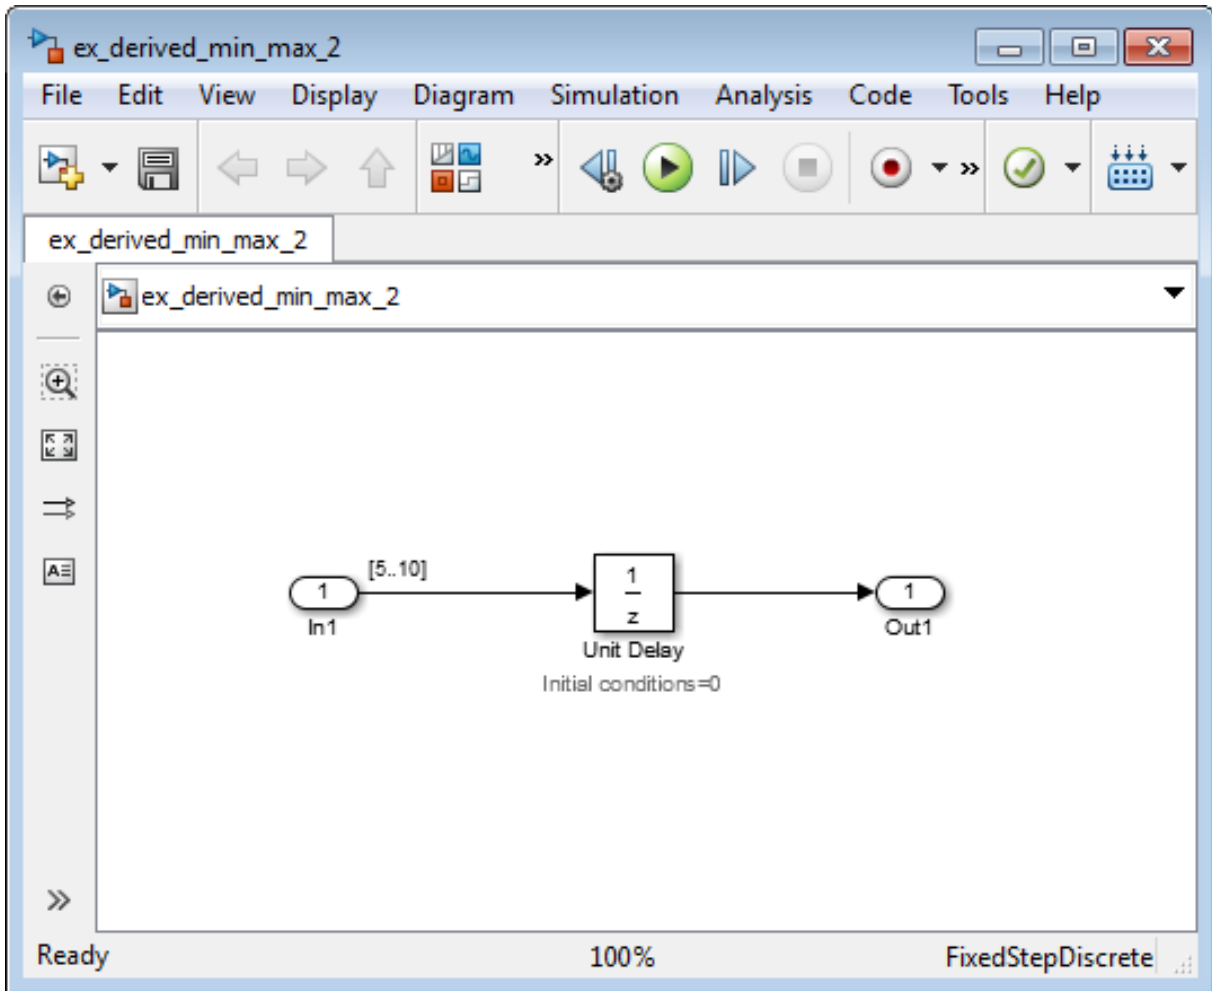 ex_derived_min_max_2
File Edit View Display Diagram Simulation Analysis Code Tools Help
ex_derived_min_max_2
ex_derived_min_max_2
[5..10]
1
In1
1
z
Unit Delay
Initial conditions=0
1
Out1
Ready 100% FixedStepDiscrete